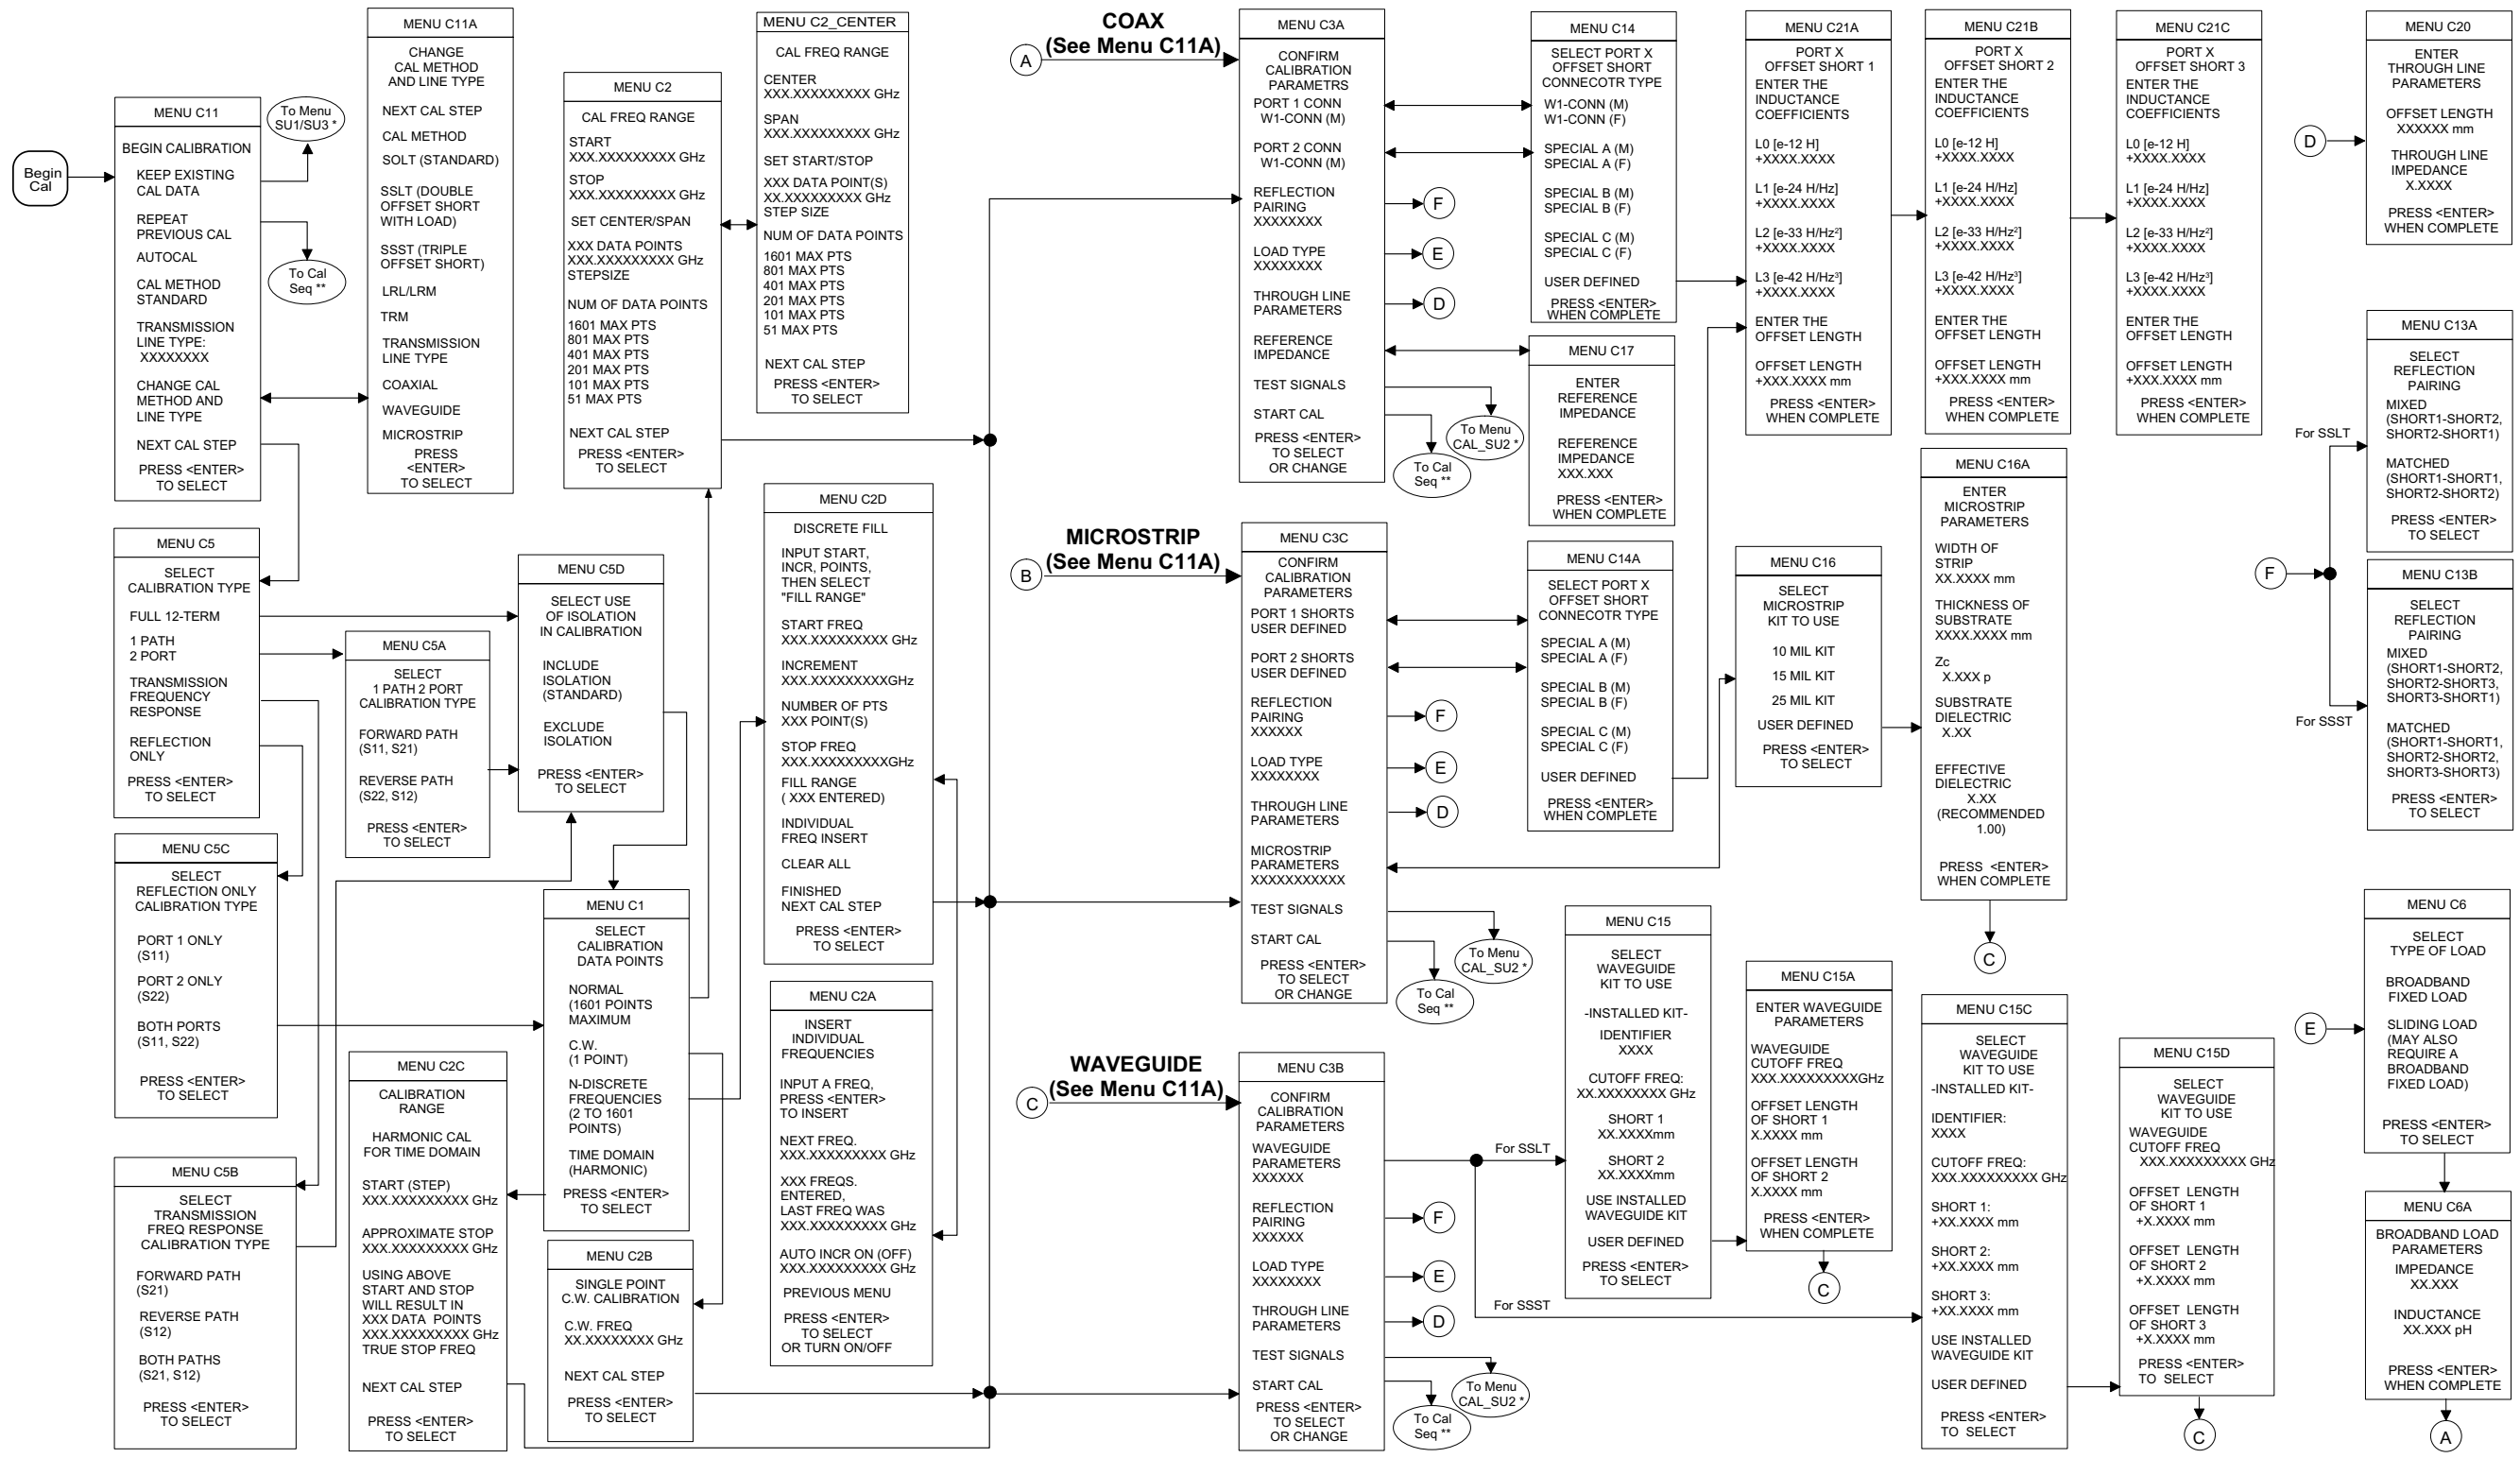 Begin
Cal
MENU C11
BEGIN CALIBRATION
KEEP EXISTING
CAL DATA
REPEAT
PREVIOUS CAL
AUTOCAL
CAL METHOD
STANDARD
TRANSMISSION
LINE TYPE:
XXXXXXXX
CHANGE CAL
METHOD AND
LINE TYPE
NEXT CAL STEP
PRESS <ENTER>
TO SELECT
To Menu
SU1/SU3 *
To Cal
Seq **
MENU C11A
CHANGE
CAL METHOD
AND LINE TYPE
NEXT CAL STEP
CAL METHOD
SOLT (STANDARD)
SSLT (DOUBLE
OFFSET SHORT
WITH LOAD)
SSST (TRIPLE
OFFSET SHORT)
LRL/LRM
TRM
TRANSMISSION
LINE TYPE
COAXIAL
WAVEGUIDE
MICROSTRIP
PRESS
<ENTER>
TO SELECT
MENU C2
CAL FREQ RANGE
START
XXX.XXXXXXXXX GHz
STOP
XXX.XXXXXXXXX GHz
SET CENTER/SPAN
XXX DATA POINTS
XXX.XXXXXXXXX GHz
STEPSIZE
NUM OF DATA POINTS
1601 MAX PTS
801 MAX PTS
401 MAX PTS
201 MAX PTS
101 MAX PTS
51 MAX PTS
NEXT CAL STEP
PRESS <ENTER>
TO SELECT
MENU C2_CENTER
CAL FREQ RANGE
CENTER
XXX.XXXXXXXXX GHz
SPAN
XXX.XXXXXXXXX GHz
SET START/STOP
XXX DATA POINT(S)
XX.XXXXXXXXX GHz
STEP SIZE
NUM OF DATA POINTS
1601 MAX PTS
801 MAX PTS
401 MAX PTS
201 MAX PTS
101 MAX PTS
51 MAX PTS
NEXT CAL STEP
PRESS <ENTER>
TO SELECT
MENU C5
SELECT
CALIBRATION TYPE
FULL 12-TERM
1 PATH
2 PORT
TRANSMISSION
FREQUENCY
RESPONSE
REFLECTION
ONLY
PRESS <ENTER>
TO SELECT
MENU C5A
SELECT
1 PATH 2 PORT
CALIBRATION TYPE
FORWARD PATH
(S11, S21)
REVERSE PATH
(S22, S12)
PRESS <ENTER>
TO SELECT
MENU C5D
SELECT USE
OF ISOLATION
IN CALIBRATION
INCLUDE
ISOLATION
(STANDARD)
EXCLUDE
ISOLATION
PRESS <ENTER>
TO SELECT
MENU C5C
SELECT
REFLECTION ONLY
CALIBRATION TYPE
PORT 1 ONLY
(S11)
PORT 2 ONLY
(S22)
BOTH PORTS
(S11, S22)
PRESS <ENTER>
TO SELECT
MENU C5B
SELECT
TRANSMISSION
FREQ RESPONSE
CALIBRATION TYPE
FORWARD PATH
(S21)
REVERSE PATH
(S12)
BOTH PATHS
(S21, S12)
PRESS <ENTER>
TO SELECT
MENU C2C
CALIBRATION
RANGE
HARMONIC CAL
FOR TIME DOMAIN
START (STEP)
XXX.XXXXXXXXX GHz
APPROXIMATE STOP
XXX.XXXXXXXXX GHz
USING ABOVE
START AND STOP
WILL RESULT IN
XXX DATA POINTS
XXX.XXXXXXXXX GHz
TRUE STOP FREQ
NEXT CAL STEP
PRESS <ENTER>
TO SELECT
MENU C1
SELECT
CALIBRATION
DATA POINTS
NORMAL
(1601 POINTS
MAXIMUM
C.W.
(1 POINT)
N-DISCRETE
FREQUENCIES
(2 TO 1601
POINTS)
TIME DOMAIN
(HARMONIC)
PRESS <ENTER>
TO SELECT
MENU C2B
SINGLE POINT
C.W. CALIBRATION
C.W. FREQ
XX.XXXXXXXX GHz
NEXT CAL STEP
PRESS <ENTER>
TO SELECT
MENU C2D
DISCRETE FILL
INPUT START,
INCR, POINTS,
THEN SELECT
"FILL RANGE"
START FREQ
XXX.XXXXXXXXX GHz
INCREMENT
XXX.XXXXXXXXXGHz
NUMBER OF PTS
XXX POINT(S)
STOP FREQ
XXX.XXXXXXXXXGHz
FILL RANGE
( XXX ENTERED)
INDIVIDUAL
FREQ INSERT
CLEAR ALL
FINISHED
NEXT CAL STEP
PRESS <ENTER>
TO SELECT
MENU C2A
INSERT
INDIVIDUAL
FREQUENCIES
INPUT A FREQ,
PRESS <ENTER>
TO INSERT
NEXT FREQ.
XXX.XXXXXXXXX GHz
XXX FREQS.
ENTERED,
LAST FREQ WAS
XXX.XXXXXXXXX GHz
AUTO INCR ON (OFF)
XXX.XXXXXXXXX GHz
PREVIOUS MENU
PRESS <ENTER>
TO SELECT
OR TURN ON/OFF
COAX
(See Menu C11A)
A
MENU C3A
CONFIRM
CALIBRATION
PARAMETRS
PORT 1 CONN
W1-CONN (M)
PORT 2 CONN
W1-CONN (M)
REFLECTION
PAIRING
XXXXXXXX
LOAD TYPE
XXXXXXXX
THROUGH LINE
PARAMETERS
REFERENCE
IMPEDANCE
TEST SIGNALS
START CAL
PRESS <ENTER>
TO SELECT
OR CHANGE
F
E
D
To Menu
CAL_SU2 *
To Cal
Seq **
MENU C14
SELECT PORT X
OFFSET SHORT
CONNECOTR TYPE
W1-CONN (M)
W1-CONN (F)
SPECIAL A (M)
SPECIAL A (F)
SPECIAL B (M)
SPECIAL B (F)
SPECIAL C (M)
SPECIAL C (F)
USER DEFINED
PRESS <ENTER>
WHEN COMPLETE
MENU C17
ENTER
REFERENCE
IMPEDANCE
REFERENCE
IMPEDANCE
XXX.XXX
PRESS <ENTER>
WHEN COMPLETE
MENU C21A
PORT X
OFFSET SHORT 1
ENTER THE
INDUCTANCE
COEFFICIENTS
L0 [e-12 H]
+XXXX.XXXX
L1 [e-24 H/Hz]
+XXXX.XXXX
L2 [e-33 H/Hz²]
+XXXX.XXXX
L3 [e-42 H/Hz³]
+XXXX.XXXX
ENTER THE
OFFSET LENGTH
OFFSET LENGTH
+XXX.XXXX mm
PRESS <ENTER>
WHEN COMPLETE
MENU C21B
PORT X
OFFSET SHORT 2
ENTER THE
INDUCTANCE
COEFFICIENTS
L0 [e-12 H]
+XXXX.XXXX
L1 [e-24 H/Hz]
+XXXX.XXXX
L2 [e-33 H/Hz²]
+XXXX.XXXX
L3 [e-42 H/Hz³]
+XXXX.XXXX
ENTER THE
OFFSET LENGTH
OFFSET LENGTH
+XXX.XXXX mm
PRESS <ENTER>
WHEN COMPLETE
MENU C21C
PORT X
OFFSET SHORT 3
ENTER THE
INDUCTANCE
COEFFICIENTS
L0 [e-12 H]
+XXXX.XXXX
L1 [e-24 H/Hz]
+XXXX.XXXX
L2 [e-33 H/Hz²]
+XXXX.XXXX
L3 [e-42 H/Hz³]
+XXXX.XXXX
ENTER THE
OFFSET LENGTH
OFFSET LENGTH
+XXX.XXXX mm
PRESS <ENTER>
WHEN COMPLETE
D
MENU C20
ENTER
THROUGH LINE
PARAMETERS
OFFSET LENGTH
XXXXXX mm
THROUGH LINE
IMPEDANCE
X.XXXX
PRESS <ENTER>
WHEN COMPLETE
MICROSTRIP
(See Menu C11A)
B
MENU C3C
CONFIRM
CALIBRATION
PARAMETERS
PORT 1 SHORTS
USER DEFINED
PORT 2 SHORTS
USER DEFINED
REFLECTION
PAIRING
XXXXXX
LOAD TYPE
XXXXXXXX
THROUGH LINE
PARAMETERS
MICROSTRIP
PARAMETERS
XXXXXXXXXXX
TEST SIGNALS
START CAL
PRESS <ENTER>
TO SELECT
OR CHANGE
F
E
D
To Menu
CAL_SU2 *
To Cal
Seq **
MENU C14A
SELECT PORT X
OFFSET SHORT
CONNECOTR TYPE
SPECIAL A (M)
SPECIAL A (F)
SPECIAL B (M)
SPECIAL B (F)
SPECIAL C (M)
SPECIAL C (F)
USER DEFINED
PRESS <ENTER>
WHEN COMPLETE
MENU C16
SELECT
MICROSTRIP
KIT TO USE
10 MIL KIT
15 MIL KIT
25 MIL KIT
USER DEFINED
PRESS <ENTER>
TO SELECT
MENU C16A
ENTER
MICROSTRIP
PARAMETERS
WIDTH OF
STRIP
XX.XXXX mm
THICKNESS OF
SUBSTRATE
XXXX.XXXX mm
Zc
X.XXX p
SUBSTRATE
DIELECTRIC
X.XX
EFFECTIVE
DIELECTRIC
X.XX
(RECOMMENDED
1.00)
PRESS <ENTER>
WHEN COMPLETE
C
F
For SSLT
For SSST
MENU C13A
SELECT
REFLECTION
PAIRING
MIXED
(SHORT1-SHORT2,
SHORT2-SHORT1)
MATCHED
(SHORT1-SHORT1,
SHORT2-SHORT2)
PRESS <ENTER>
TO SELECT
MENU C13B
SELECT
REFLECTION
PAIRING
MIXED
(SHORT1-SHORT2,
SHORT2-SHORT3,
SHORT3-SHORT1)
MATCHED
(SHORT1-SHORT1,
SHORT2-SHORT2,
SHORT3-SHORT3)
PRESS <ENTER>
TO SELECT
WAVEGUIDE
(See Menu C11A)
C
MENU C3B
CONFIRM
CALIBRATION
PARAMETERS
WAVEGUIDE
PARAMETERS
XXXXXX
REFLECTION
PAIRING
XXXXXX
LOAD TYPE
XXXXXXXX
THROUGH LINE
PARAMETERS
TEST SIGNALS
START CAL
PRESS <ENTER>
TO SELECT
OR CHANGE
F
E
D
To Menu
CAL_SU2 *
To Cal
Seq **
For SSLT
For SSST
MENU C15
SELECT
WAVEGUIDE
KIT TO USE
-INSTALLED KIT-
IDENTIFIER
XXXX
CUTOFF FREQ:
XX.XXXXXXXX GHz
SHORT 1
XX.XXXXmm
SHORT 2
XX.XXXXmm
USE INSTALLED
WAVEGUIDE KIT
USER DEFINED
PRESS <ENTER>
TO SELECT
MENU C15A
ENTER WAVEGUIDE
PARAMETERS
WAVEGUIDE
CUTOFF FREQ
XXX.XXXXXXXXXGHz
OFFSET LENGTH
OF SHORT 1
X.XXXX mm
OFFSET LENGTH
OF SHORT 2
X.XXXX mm
PRESS <ENTER>
WHEN COMPLETE
C
MENU C15C
SELECT
WAVEGUIDE
KIT TO USE
-INSTALLED KIT-
IDENTIFIER:
XXXX
CUTOFF FREQ:
XXX.XXXXXXXXX GHz
SHORT 1:
+XX.XXXX mm
SHORT 2:
+XX.XXXX mm
SHORT 3:
+XX.XXXX mm
USE INSTALLED
WAVEGUIDE KIT
USER DEFINED
PRESS <ENTER>
TO SELECT
MENU C15D
SELECT
WAVEGUIDE
KIT TO USE
WAVEGUIDE
CUTOFF FREQ
XXX.XXXXXXXXX GHz
OFFSET LENGTH
OF SHORT 1
+X.XXXX mm
OFFSET LENGTH
OF SHORT 2
+X.XXXX mm
OFFSET LENGTH
OF SHORT 3
+X.XXXX mm
PRESS <ENTER>
TO SELECT
C
E
MENU C6
SELECT
TYPE OF LOAD
BROADBAND
FIXED LOAD
SLIDING LOAD
(MAY ALSO
REQUIRE A
BROADBAND
FIXED LOAD)
PRESS <ENTER>
TO SELECT
MENU C6A
BROADBAND LOAD
PARAMETERS
IMPEDANCE
XX.XXX
INDUCTANCE
XX.XXX pH
PRESS <ENTER>
WHEN COMPLETE
A